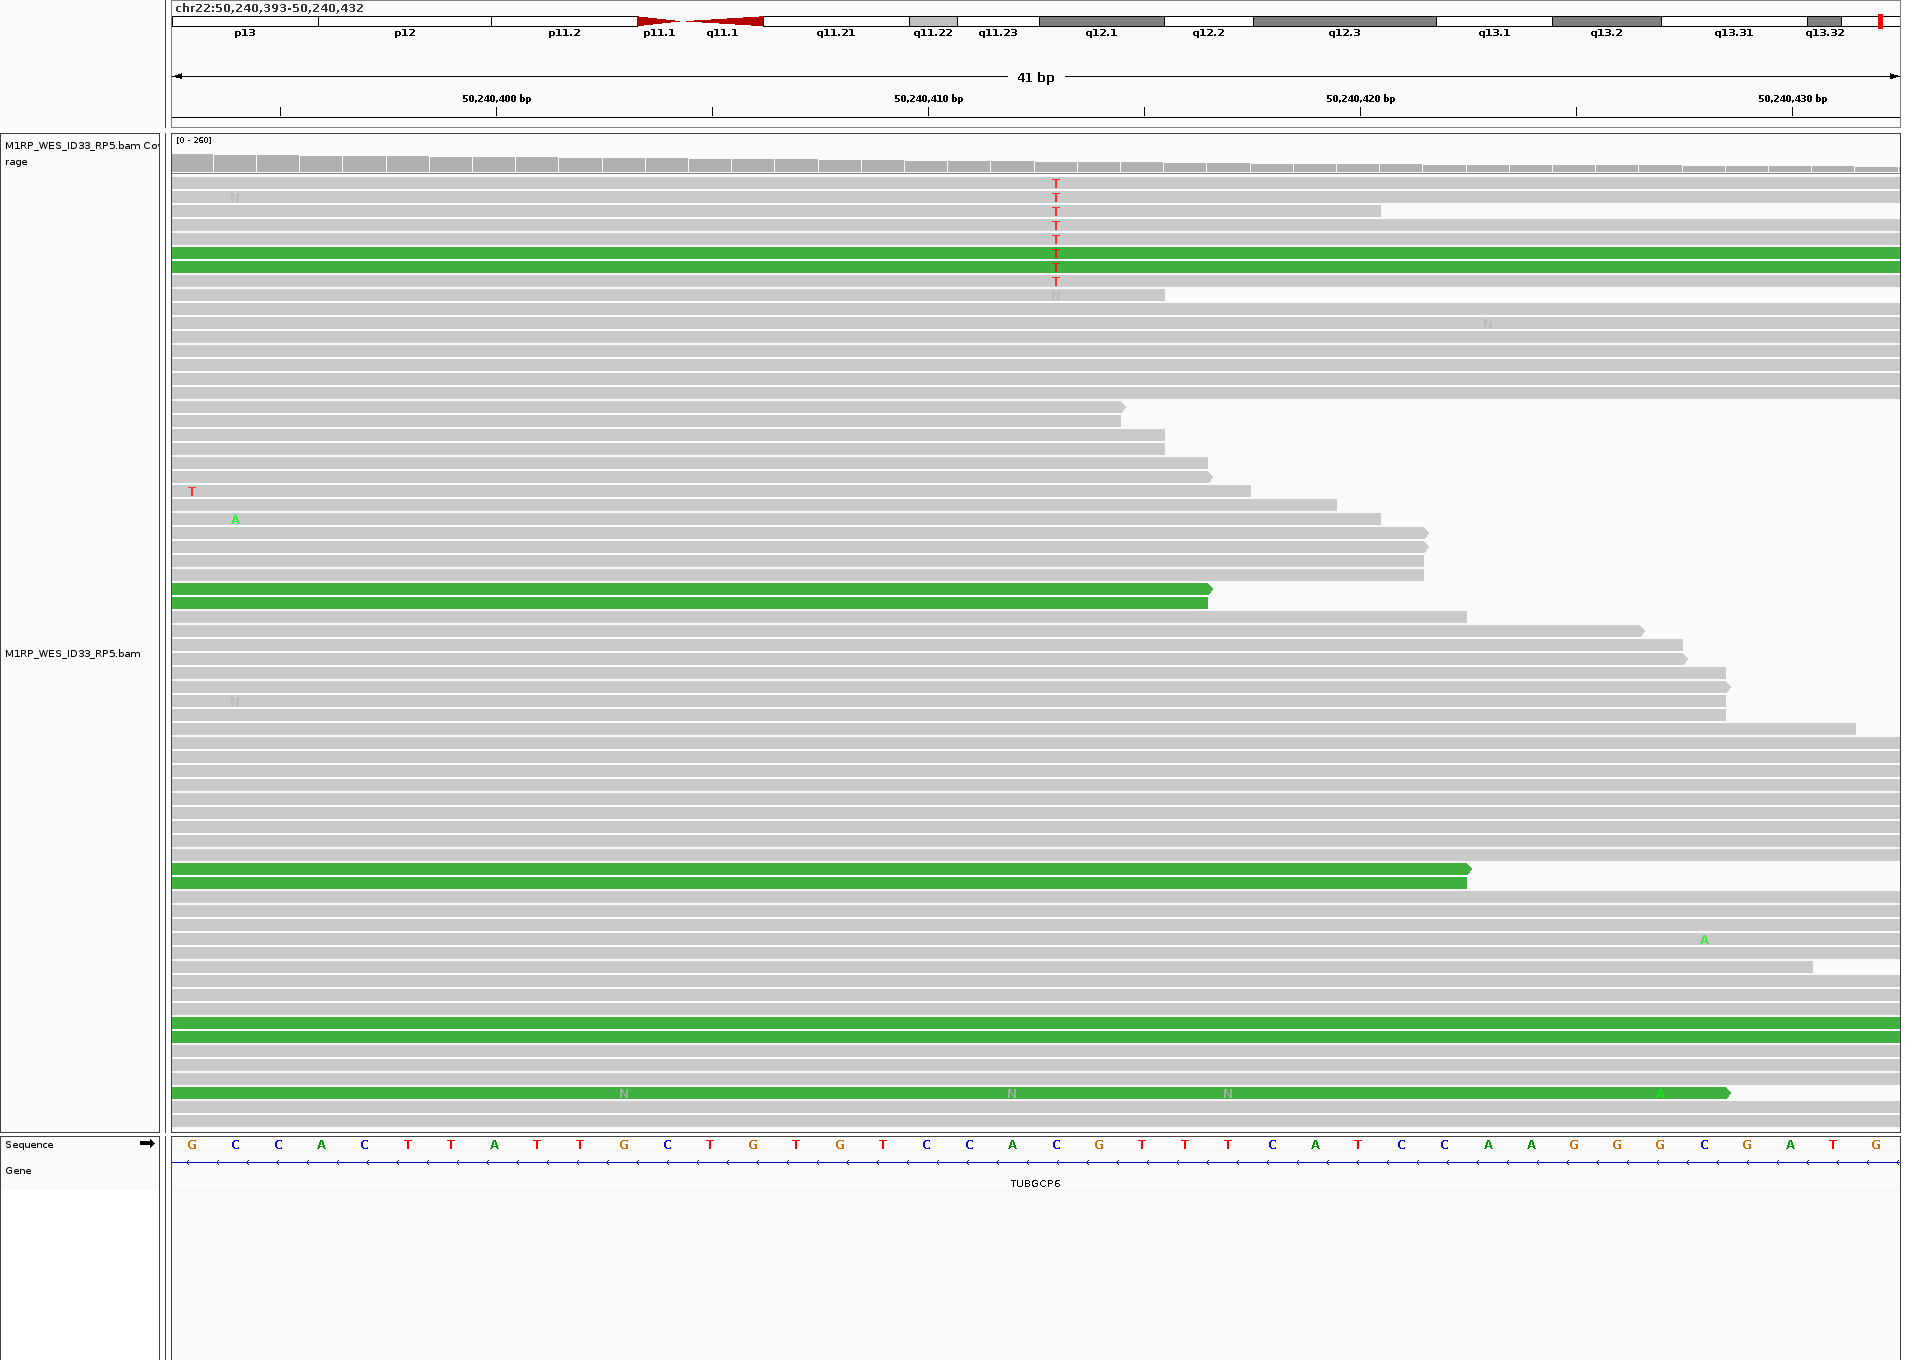 chr22:50,240,393-50,240,432
p13 p12 p11.2 p11.1 q11.1 q11.21 q11.22 q11.23 q12.1 q12.2 q12.3 q13.1 q13.2 q13.31 q13.32
41 bp
50,240,400 bp 50,240,410 bp 50,240,420 bp 50,240,430 bp
M1RP_WES_ID33_RP5.bam Co
rage
[0 - 260]
T
N T
T
T
T
T
T
T
N
N
T
A
M1RP_WES_ID33_RP5.bam
N
A
N N N A
Sequence G C C A C T T A T T G C T G T G T C C A C G T T T C A T C C A A G G G C G A T G
Gene
TUBGCP6